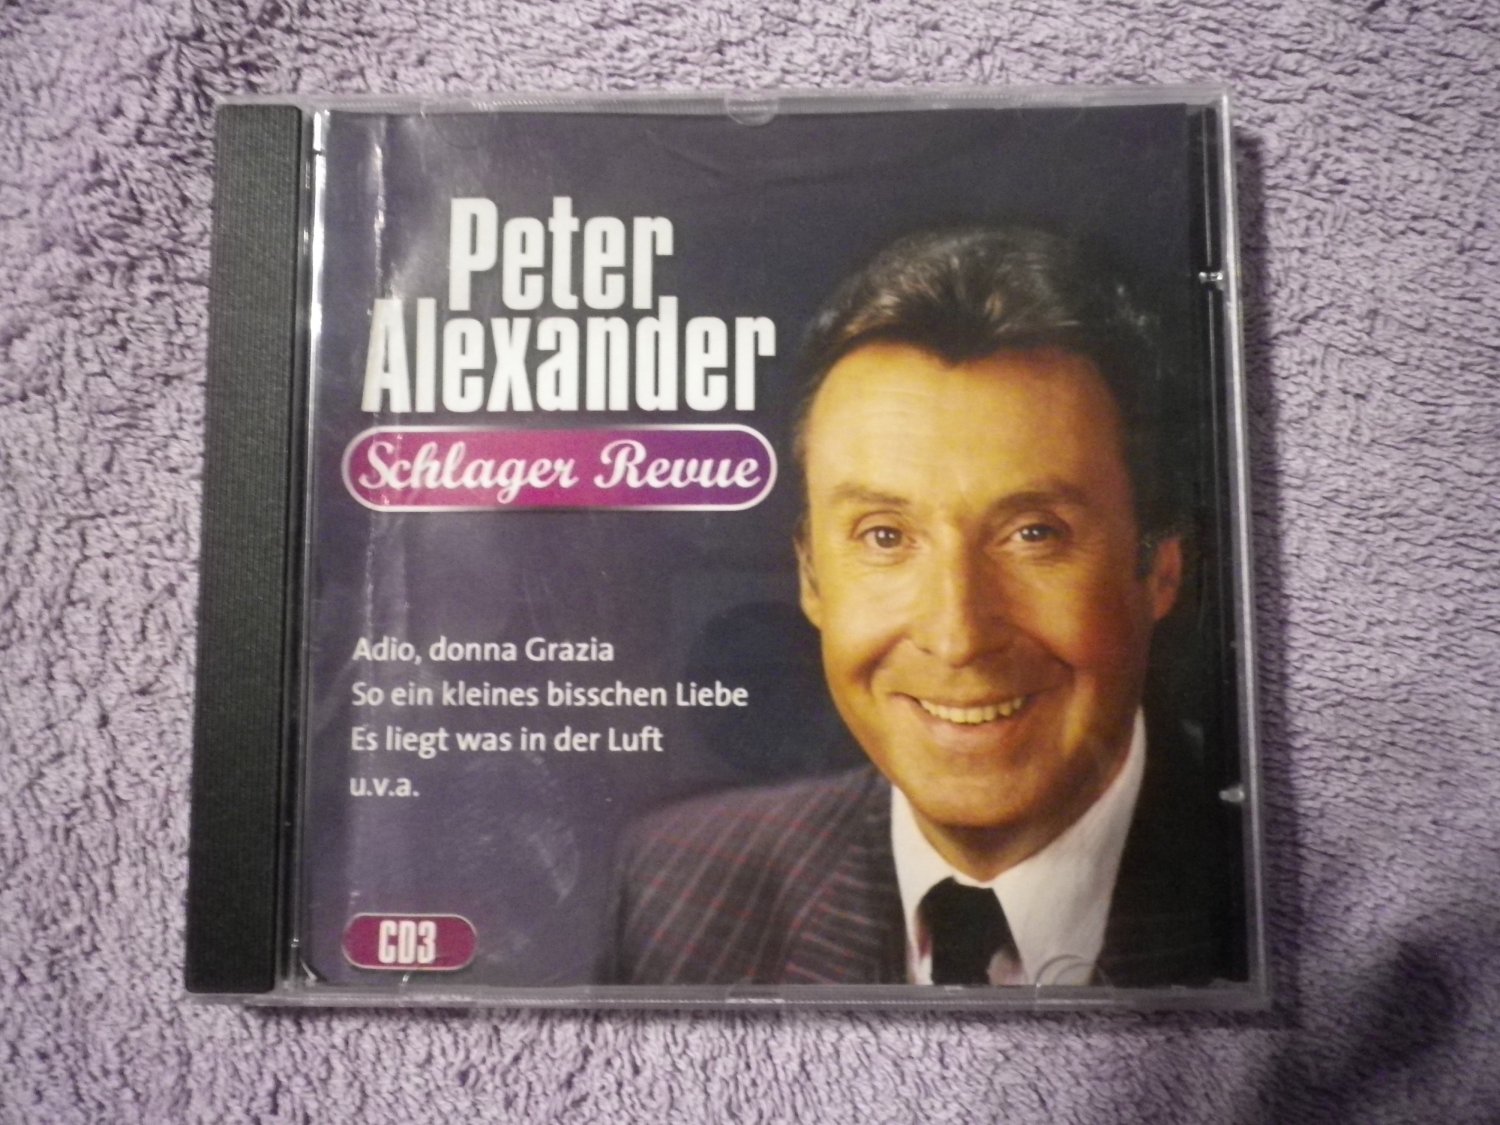 Peter
Alexander
Schlager Revue
Adio, donna Grazia
So ein kleines bisschen Liebe
Es liegt was in der Luft
u.v.a.
CD3